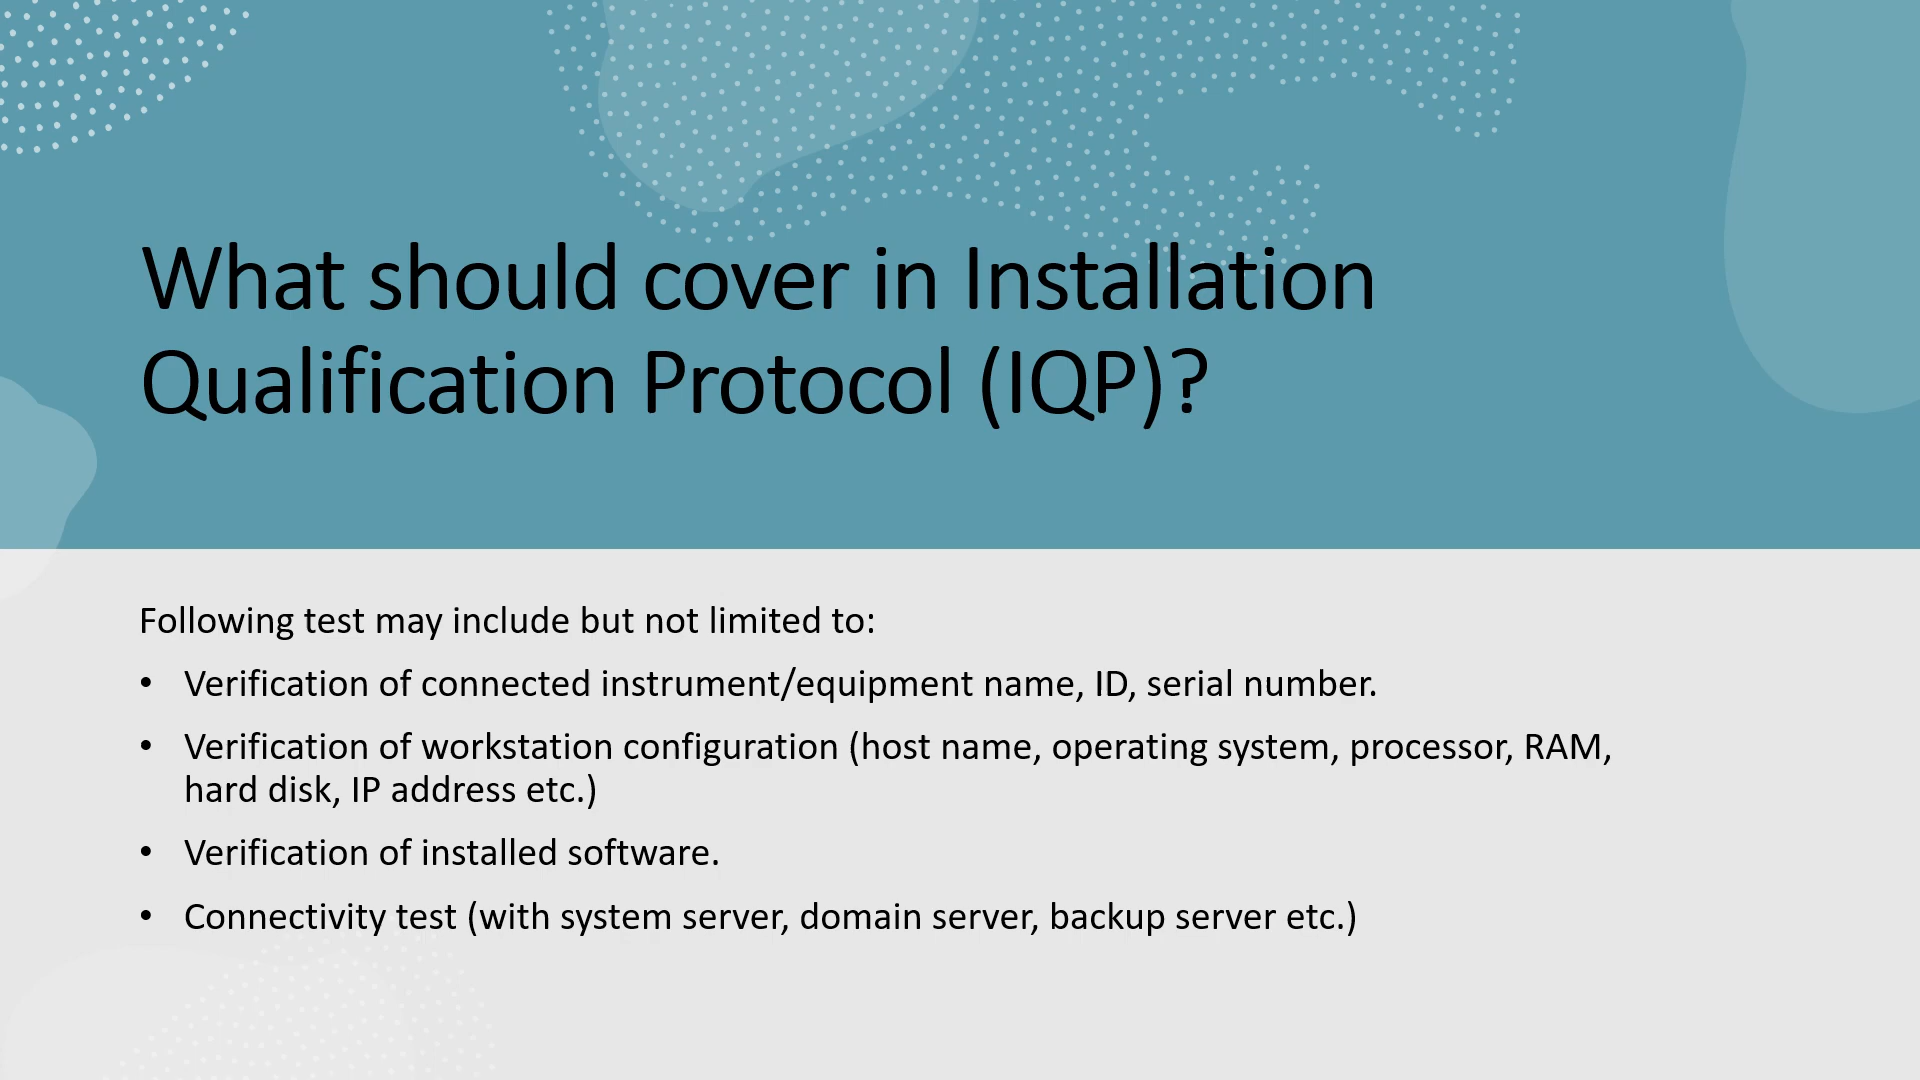 What should cover in Installation
Qualification Protocol (IQP)?
Following test may include but not limited to:
• Verification of connected instrument/equipment name, ID, serial number.
• Verification of workstation configuration (host name, operating system, processor, RAM,
hard disk, IP address etc.)
• Verification of installed software.
• Connectivity test (with system server, domain server, backup server etc.)